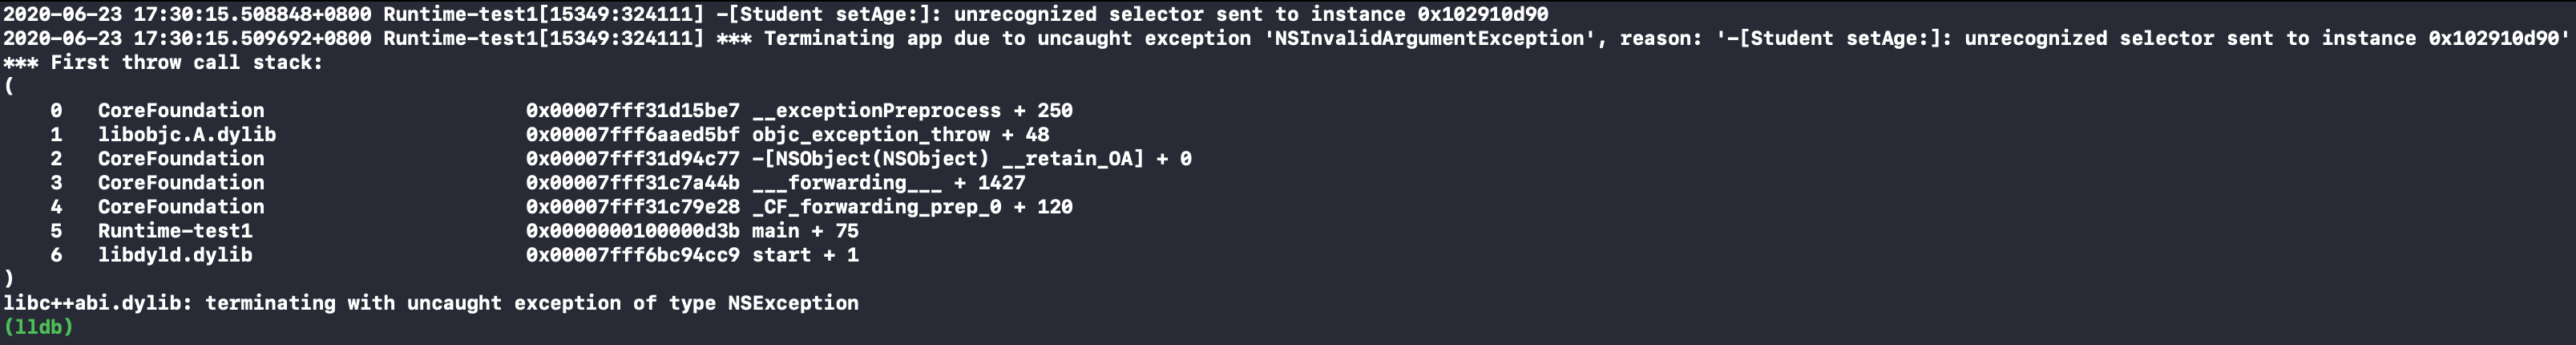 2020-06-23 17:30:15.508848+0800 Runtime-test1[15349:324111] -[Student setAge:]: unrecognized selector sent to instance 0x102910d90
2020-06-23 17:30:15.509692+0800 Runtime-test1[15349:324111] *** Terminating app due to uncaught exception 'NSInvalidArgumentException', reason: '-[Student setAge:]: unrecognized selector sent to instance 0x102910d90'
*** First throw call stack:
(
    0   CoreFoundation                      0x00007fff31d15be7 __exceptionPreprocess + 250
    1   libobjc.A.dylib                     0x00007fff6aaed5bf objc_exception_throw + 48
    2   CoreFoundation                      0x00007fff31d94c77 -[NSObject(NSObject) __retain_OA] + 0
    3   CoreFoundation                      0x00007fff31c7a44b ___forwarding___ + 1427
    4   CoreFoundation                      0x00007fff31c79e28 _CF_forwarding_prep_0 + 120
    5   Runtime-test1                       0x0000000100000d3b main + 75
    6   libdyld.dylib                       0x00007fff6bc94cc9 start + 1
)
libc++abi.dylib: terminating with uncaught exception of type NSException
(lldb)